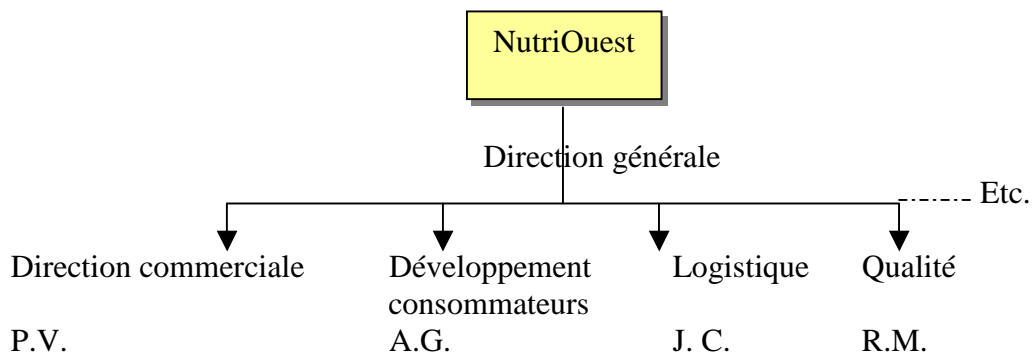 NutriOuest
Direction générale
Etc.
Direction commerciale
Développement
consommateurs
Logistique
Qualité
P.V.
A.G.
J. C.
R.M.